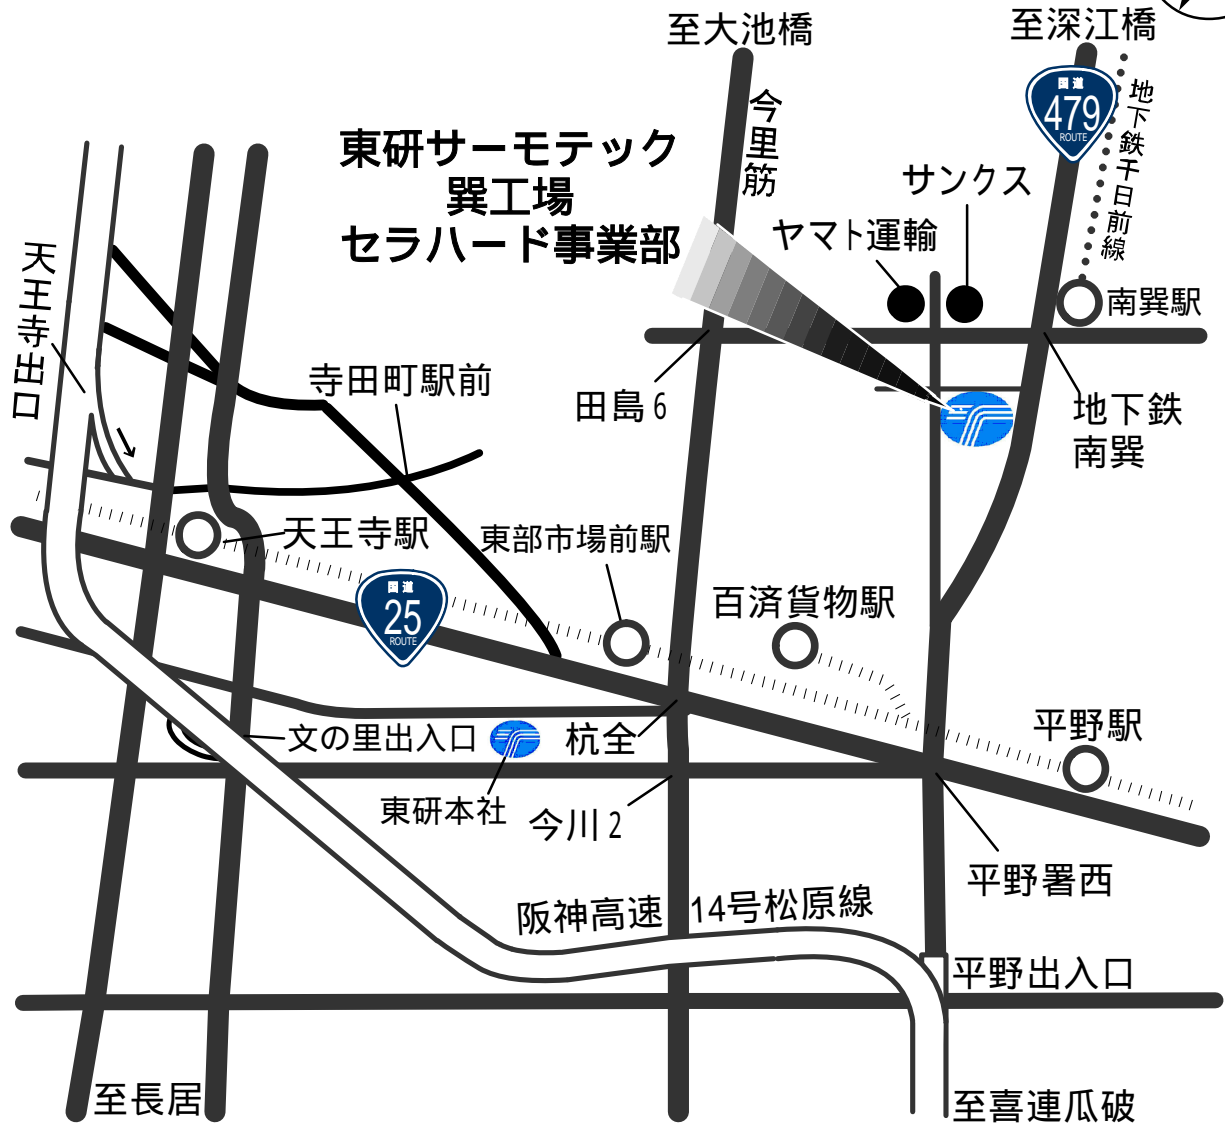 至大池橋
至深江橋
国道
479
ROUTE
地下鉄千日前線
今里筋
東研サーモテック
巽工場
セラハード事業部
サンクス
ヤマト運輸
天王寺出口
南巽駅
寺田町駅前
田島6
地下鉄
南巽
天王寺駅
東部市場前駅
国道
25
ROUTE
百済貨物駅
文の里出入口
杭全
平野駅
東研本社
今川2
平野署西
阪神高速 14号松原線
平野出入口
至長居
至喜連瓜破